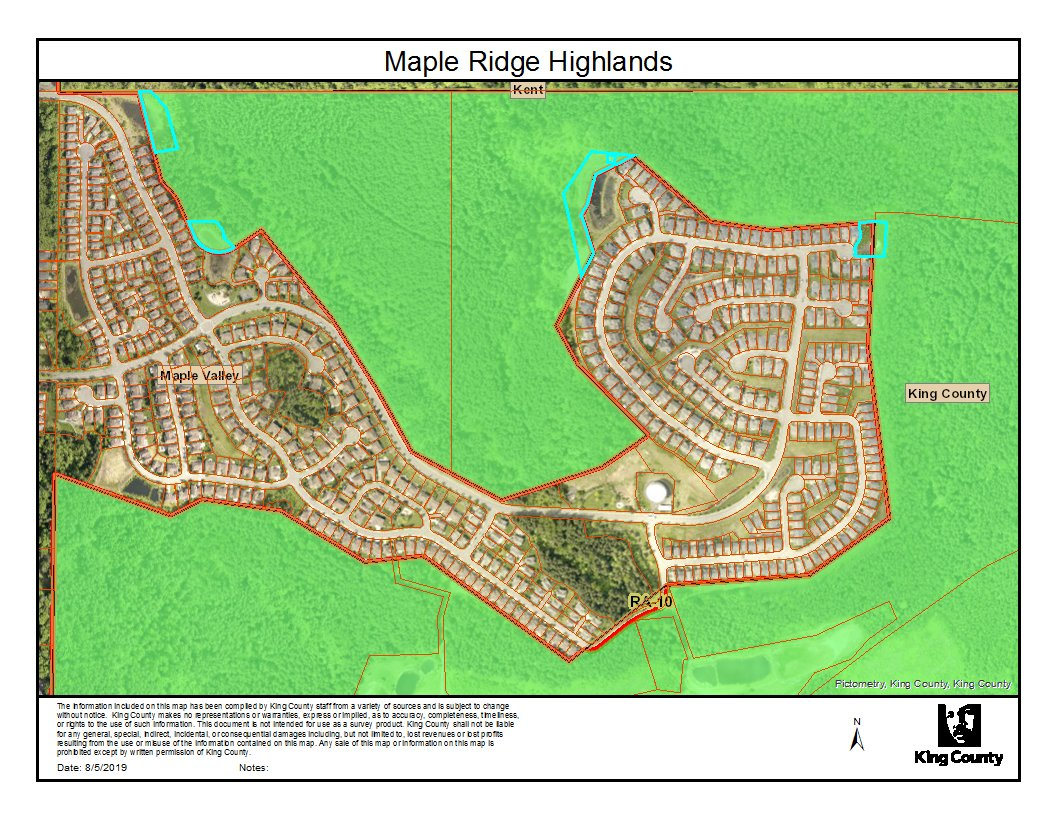 Maple Ridge Highlands
Kent
Maple Valley
King County
RA-10
Pictometry, King County, King County
The information included on this map has been compiled by King County staff from a variety of sources and is subject to change
without notice. King County makes no representations or warranties, express or implied, as to accuracy, completeness, timeliness,
or rights to the use of such information. This document is not intended for use as a survey product. King County shall not be liable
for any general, special, indirect, incidental, or consequential damages including, but not limited to, lost revenues or lost profits
resulting from the use or misuse of the information contained on this map. Any sale of this map or information on this map is
prohibited except by written permission of King County.
Date: 8/5/2019 Notes:
N
King County